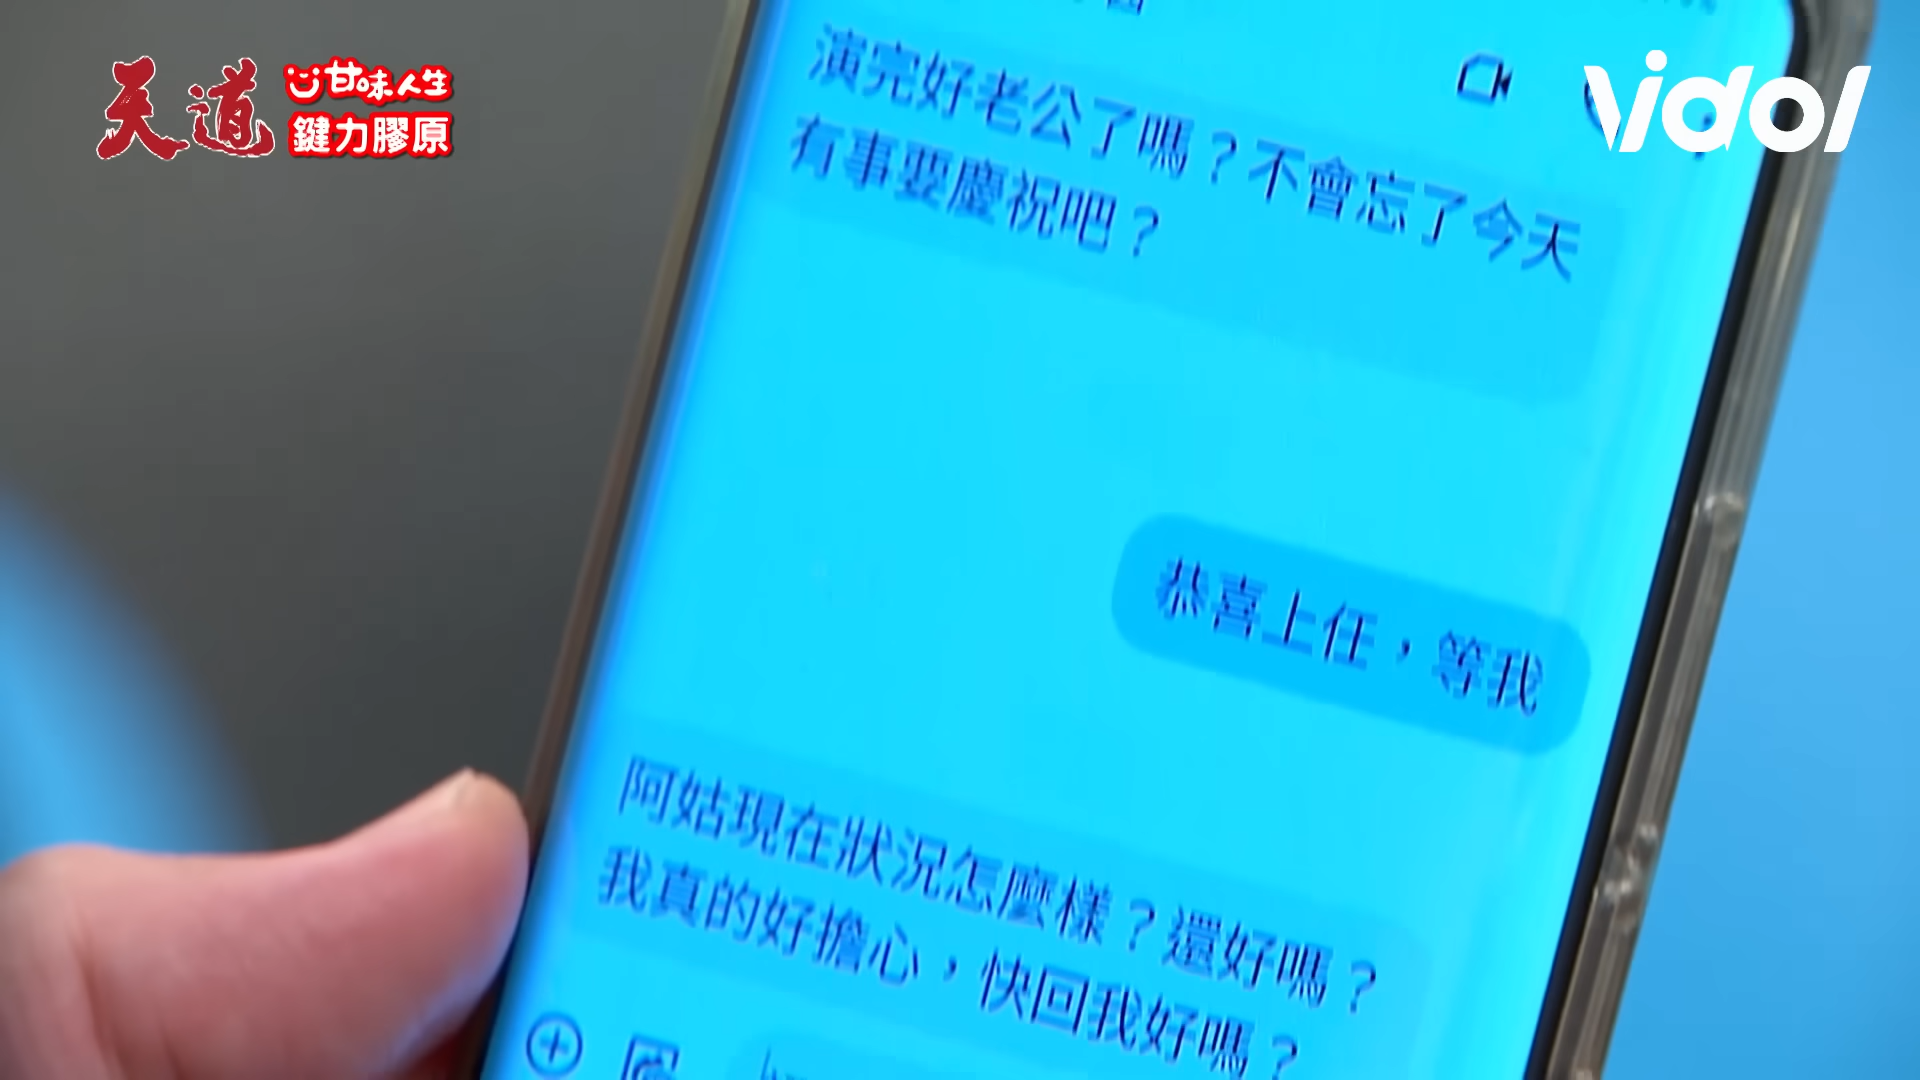 天道
甘味人生
鍵力膠原
Vidol
演完好老公了嗎？不會忘了今天
有事要慶祝吧？
恭喜上任，等我
阿姑現在狀況怎麼樣？還好嗎？
我真的好擔心，快回我好嗎？